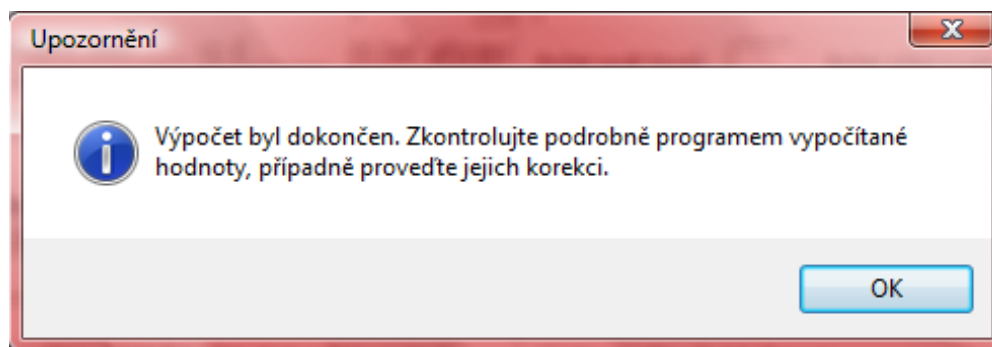 Upozornění
Výpočet byl dokončen. Zkontrolujte podrobně programem vypočítané
hodnoty, případně proveďte jejich korekci.
OK